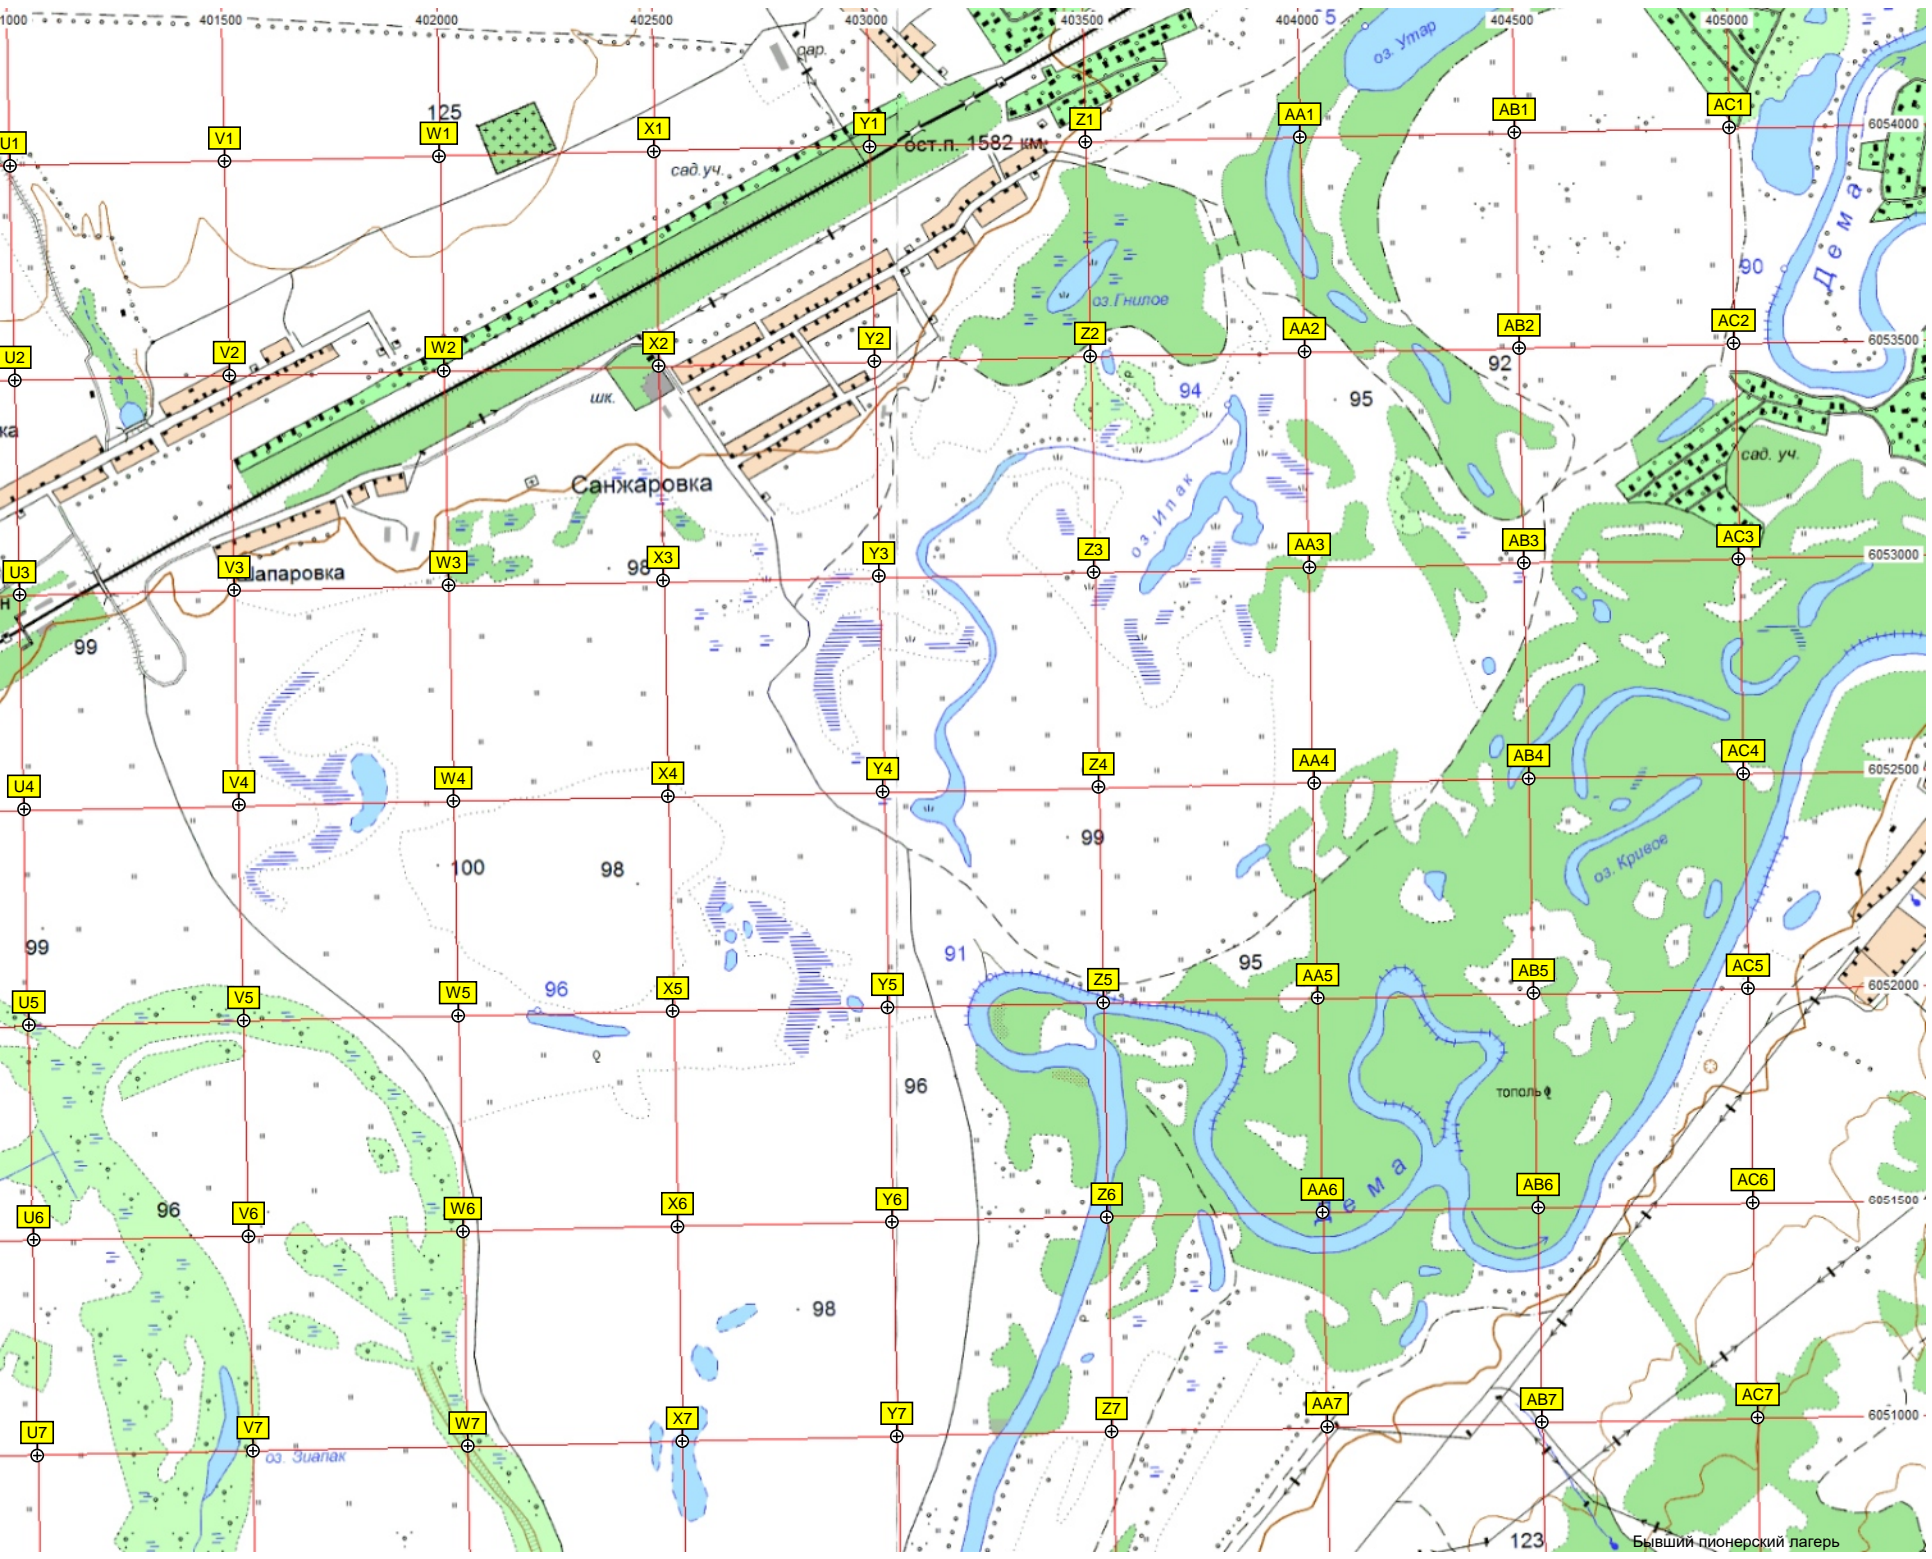 1000 401500 402000 402500 403000 403500 404000 404500 405000
5
оз. Утар
125
U1 V1 W1 X1 Y1 Z1 AA1 AB1 AC1
6054000
ост.п. 1582 км
сад.уч.
Дема
90
оз.Гнилое
U2 V2 W2 X2 Y2 Z2 AA2 AB2 AC2
6053500
92
94
95
шк.
ка
сад. уч.
Санжаровка
оз. Ипак
U3 V3 W3 X3 Y3 Z3 AA3 AB3 AC3
6053000
Шапаровка
98
н
99
U4 V4 W4 X4 Y4 Z4 AA4 AB4 AC4
6052500
99
100
98
оз. Кривое
99
91
95
U5 V5 W5 X5 Y5 Z5 AA5 AB5 AC5
6052000
96
96
тополь
Дема
96
U6 V6 W6 X6 Y6 Z6 AA6 AB6 AC6
6051500
98
U7 V7 W7 X7 Y7 Z7 AA7 AB7 AC7
6051000
оз. Зиапак
123
Бывший пионерский лагерь